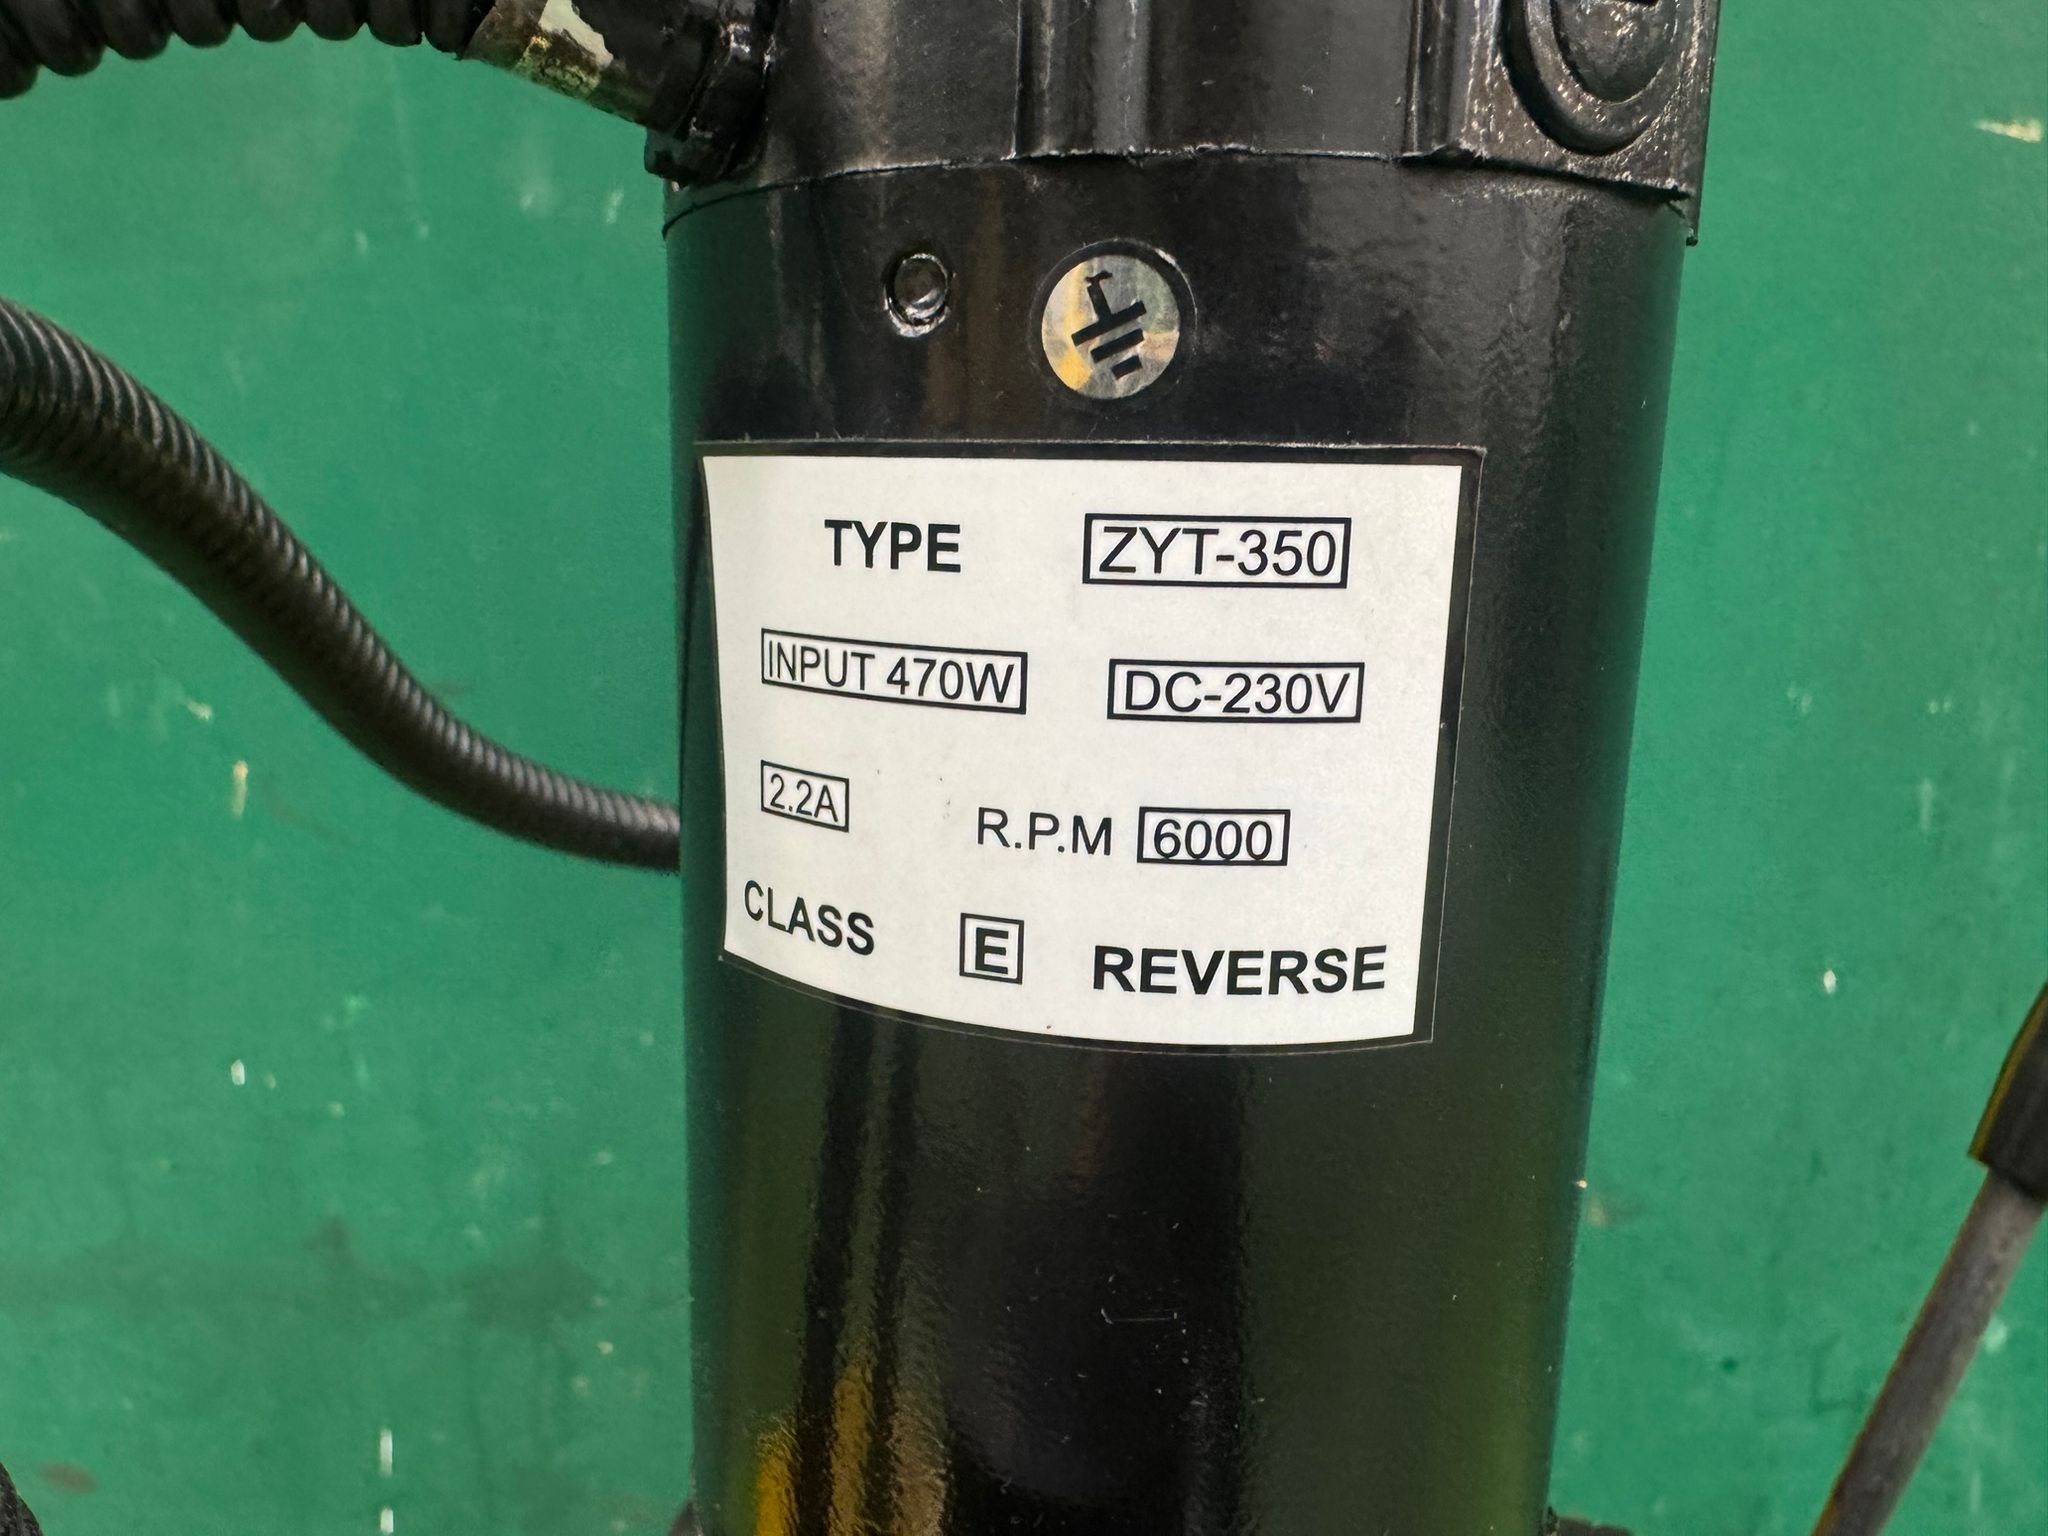 TYPE ZYT-350
INPUT 470W DC-230V
2.2A R.P.M 6000
CLASS E REVERSE